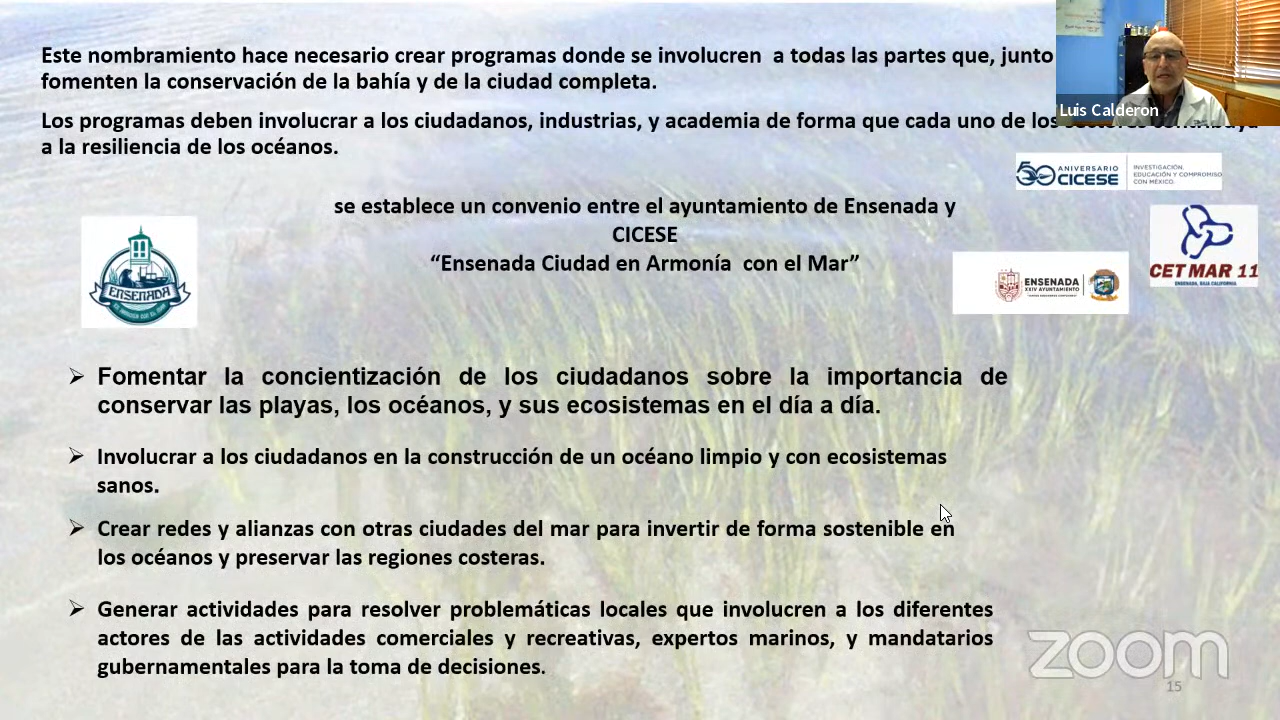 Este nombramiento hace necesario crear programas donde se involucren a todas las partes que, junto
fomenten la conservación de la bahía y de la ciudad completa.
Luis Calderon
Los programas deben involucrar a los ciudadanos, industrias, y academia de forma que cada uno de los
a la resiliencia de los océanos.
50 ANIVERSARIO
CICESE
INVESTIGACIÓN,
EDUCACIÓN Y COMPROMISO
CON MÉXICO.
se establece un convenio entre el ayuntamiento de Ensenada y
CICESE
“Ensenada Ciudad en Armonía con el Mar”
ENSENADA
CET MAR 11
ENSENADA, BAJA CALIFORNIA
ENSENADA
XXIV AYUNTAMIENTO
Fomentar la concientización de los ciudadanos sobre la importancia de
conservar las playas, los océanos, y sus ecosistemas en el día a día.
Involucrar a los ciudadanos en la construcción de un océano limpio y con ecosistemas
sanos.
Crear redes y alianzas con otras ciudades del mar para invertir de forma sostenible en
los océanos y preservar las regiones costeras.
Generar actividades para resolver problemáticas locales que involucren a los diferentes
actores de las actividades comerciales y recreativas, expertos marinos, y mandatarios
gubernamentales para la toma de decisiones.
zoom
15